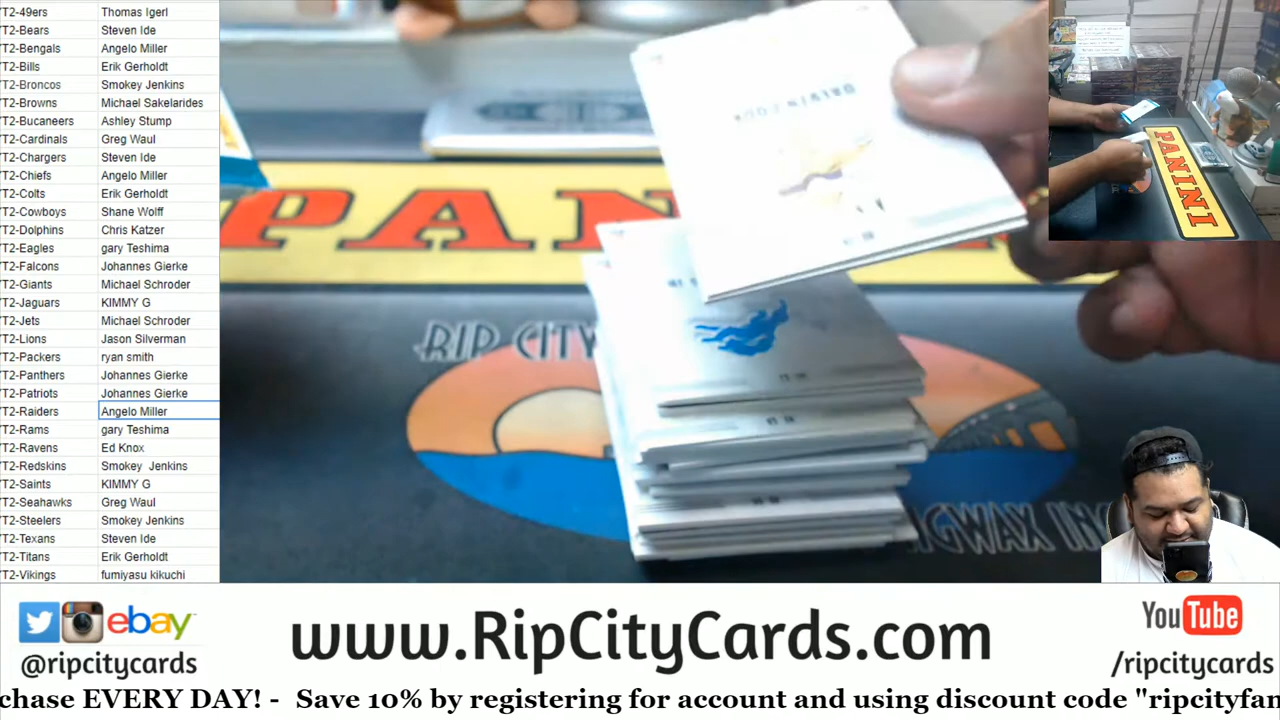 T2-49ers Thomas Igerl
T2-Bears Steven Ide
T2-Bengals Angelo Miller
T2-Bills Erik Gerholdt
T2-Broncos Smokey Jenkins
T2-Browns Michael Sakelarides
T2-Bucaneers Ashley Stump
T2-Cardinals Greg Waul
T2-Chargers Steven Ide
T2-Chiefs Angelo Miller
T2-Colts Erik Gerholdt
T2-Cowboys Shane Wolff
T2-Dolphins Chris Katzer
T2-Eagles gary Teshima
T2-Falcons Johannes Gierke
T2-Giants Michael Schroder
T2-Jaguars KIMMY G
T2-Jets Michael Schroder
T2-Lions Jason Silverman
T2-Packers ryan smith
T2-Panthers Johannes Gierke
T2-Patriots Johannes Gierke
T2-Raiders Angelo Miller
T2-Rams gary Teshima
T2-Ravens Ed Knox
T2-Redskins Smokey Jenkins
T2-Saints KIMMY G
T2-Seahawks Greg Waul
T2-Steelers Smokey Jenkins
T2-Texans Steven Ide
T2-Titans Erik Gerholdt
T2-Vikings fumiyasu kikuchi
PANINI
PANINI
RIP CITY
BIGWAX INC
ebay
@ripcitycards
www.RipCityCards.com
YouTube
/ripcitycards
chase EVERY DAY! - Save 10% by registering for account and using discount code "ripcityfan